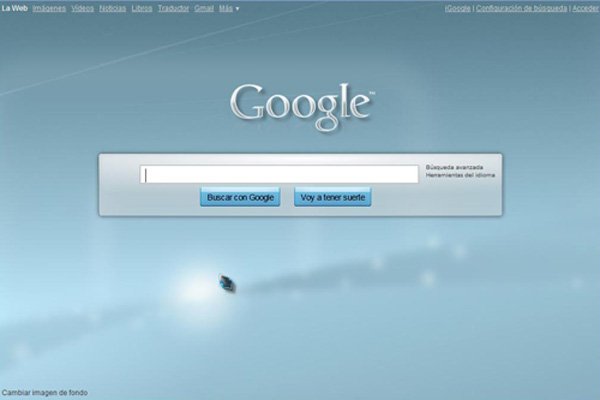 La Web Imágenes Vídeos Noticias Libros Traductor Gmail Más ▾ iGoogle | Configuración de búsqueda | Acceder
Google™
Búsqueda avanzada
Herramientas del idioma
Buscar con Google Voy a tener suerte
Cambiar imagen de fondo